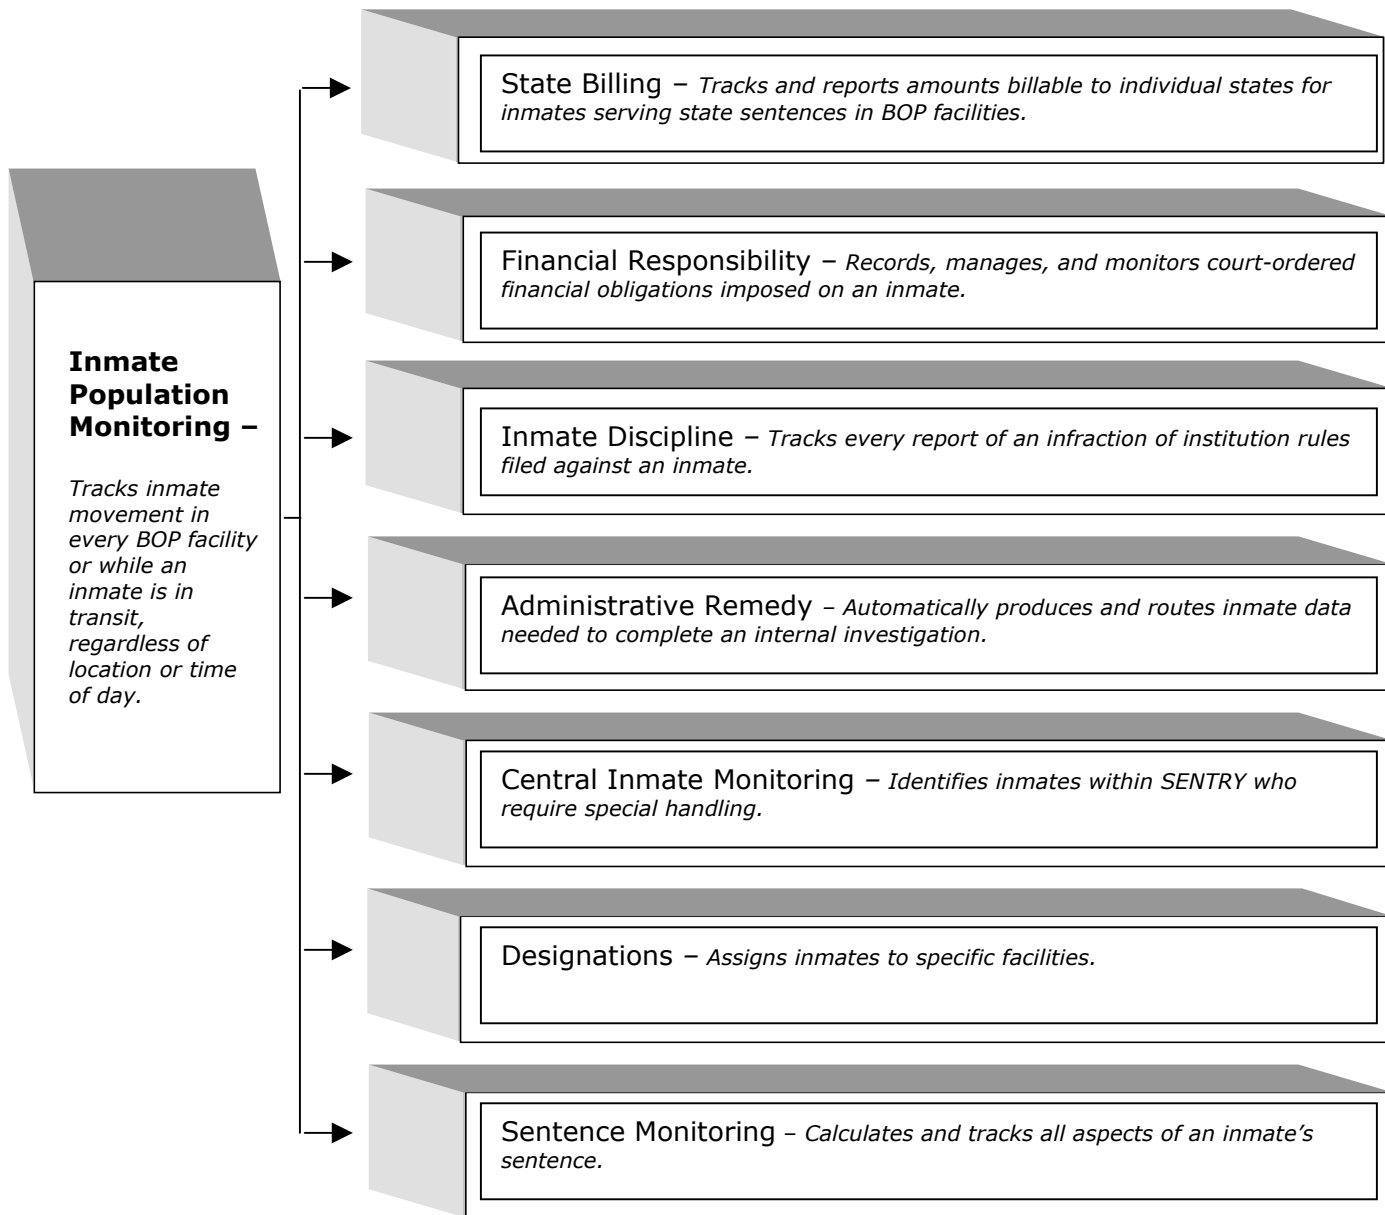 State Billing – Tracks and reports amounts billable to individual states for
inmates serving state sentences in BOP facilities.
Financial Responsibility – Records, manages, and monitors court-ordered
financial obligations imposed on an inmate.
Inmate
Population
Monitoring –
Tracks inmate
movement in
every BOP facility
or while an
inmate is in
transit,
regardless of
location or time
of day.
Inmate Discipline – Tracks every report of an infraction of institution rules
filed against an inmate.
Administrative Remedy – Automatically produces and routes inmate data
needed to complete an internal investigation.
Central Inmate Monitoring – Identifies inmates within SENTRY who
require special handling.
Designations – Assigns inmates to specific facilities.
Sentence Monitoring – Calculates and tracks all aspects of an inmate’s
sentence.